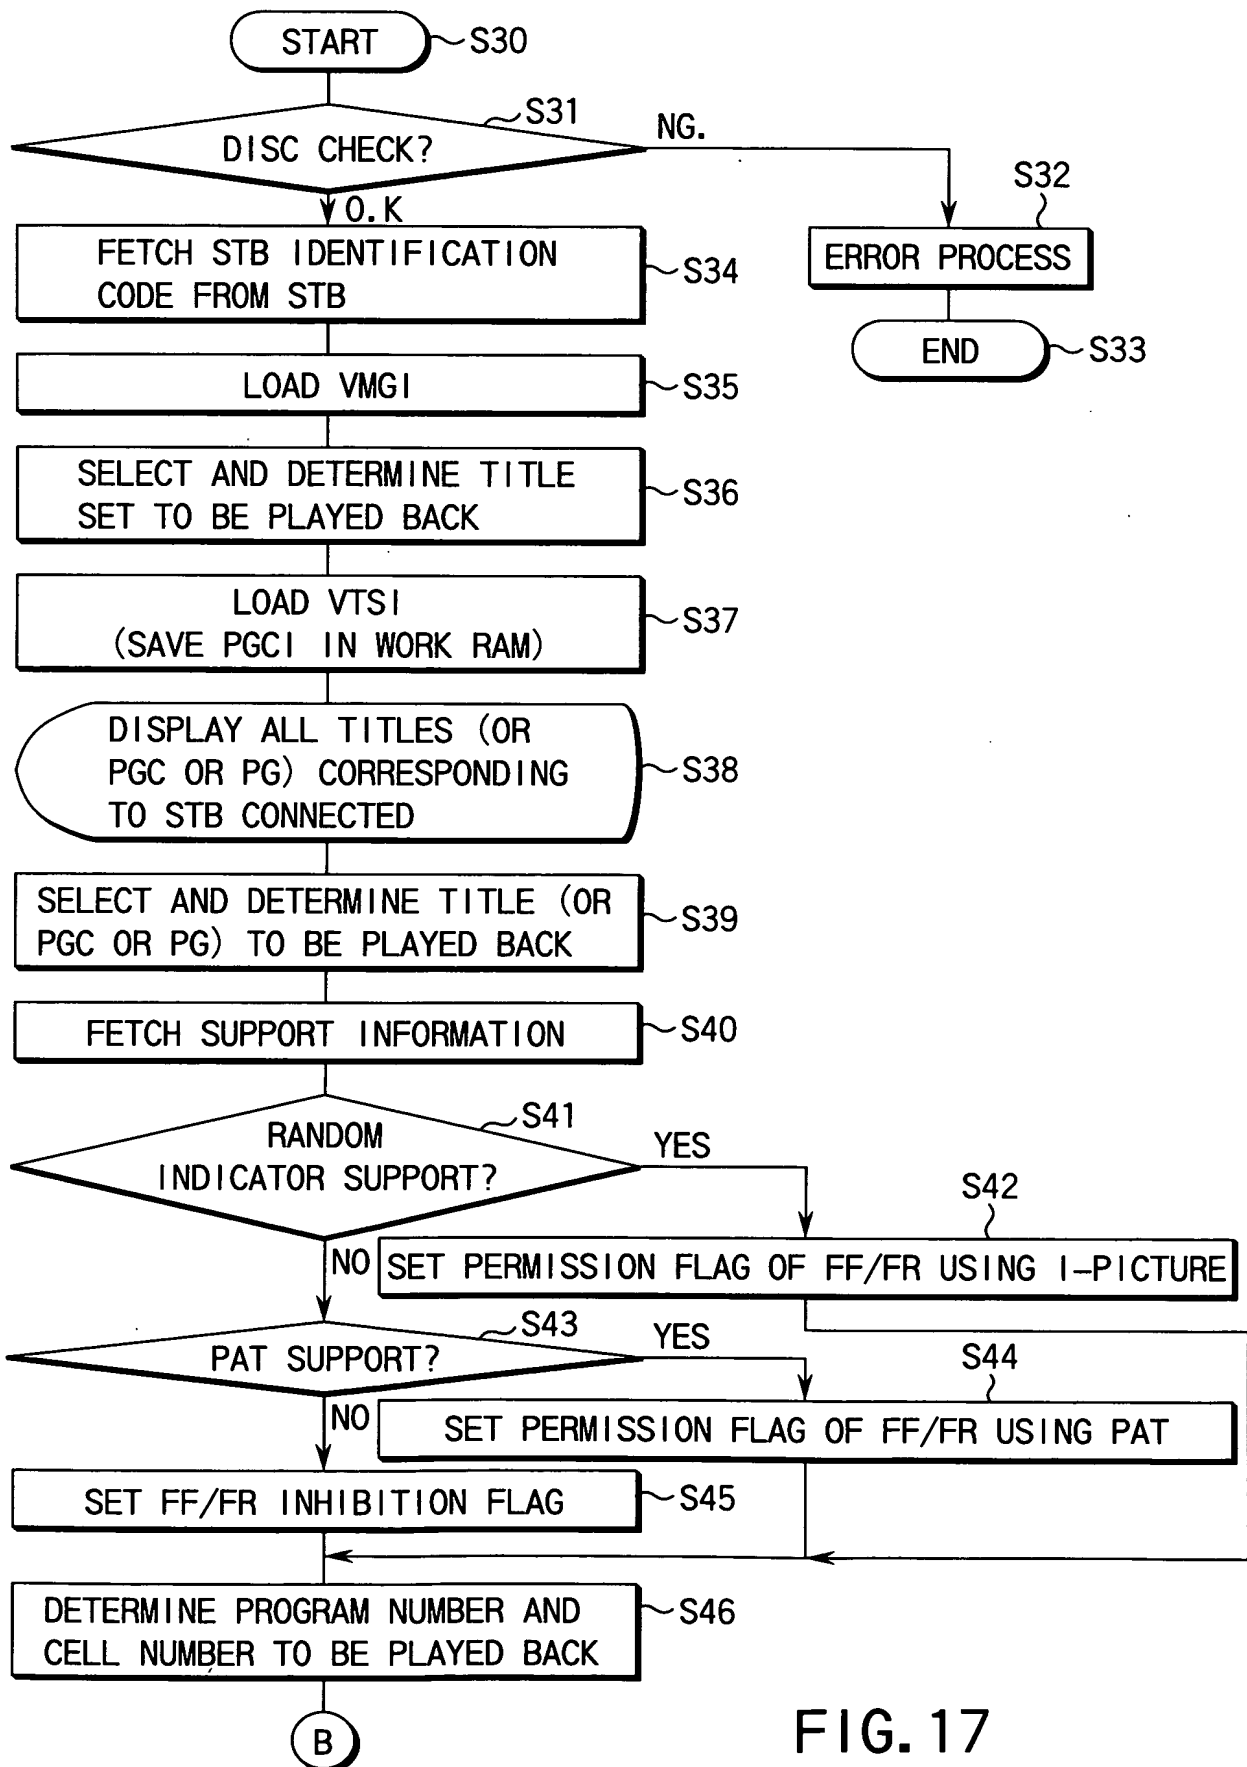 START
S30
S31
DISC CHECK?
NG.
O.K
S32
ERROR PROCESS
END
S33
FETCH STB IDENTIFICATION
CODE FROM STB
S34
LOAD VMGI
S35
SELECT AND DETERMINE TITLE
SET TO BE PLAYED BACK
S36
LOAD VTSI
(SAVE PGCI IN WORK RAM)
S37
DISPLAY ALL TITLES (OR
PGC OR PG) CORRESPONDING
TO STB CONNECTED
S38
SELECT AND DETERMINE TITLE (OR
PGC OR PG) TO BE PLAYED BACK
S39
FETCH SUPPORT INFORMATION
S40
S41
RANDOM
INDICATOR SUPPORT?
YES
S42
NO
SET PERMISSION FLAG OF FF/FR USING I-PICTURE
S43
PAT SUPPORT?
YES
S44
NO
SET PERMISSION FLAG OF FF/FR USING PAT
SET FF/FR INHIBITION FLAG
S45
DETERMINE PROGRAM NUMBER AND
CELL NUMBER TO BE PLAYED BACK
S46
B
FIG. 17